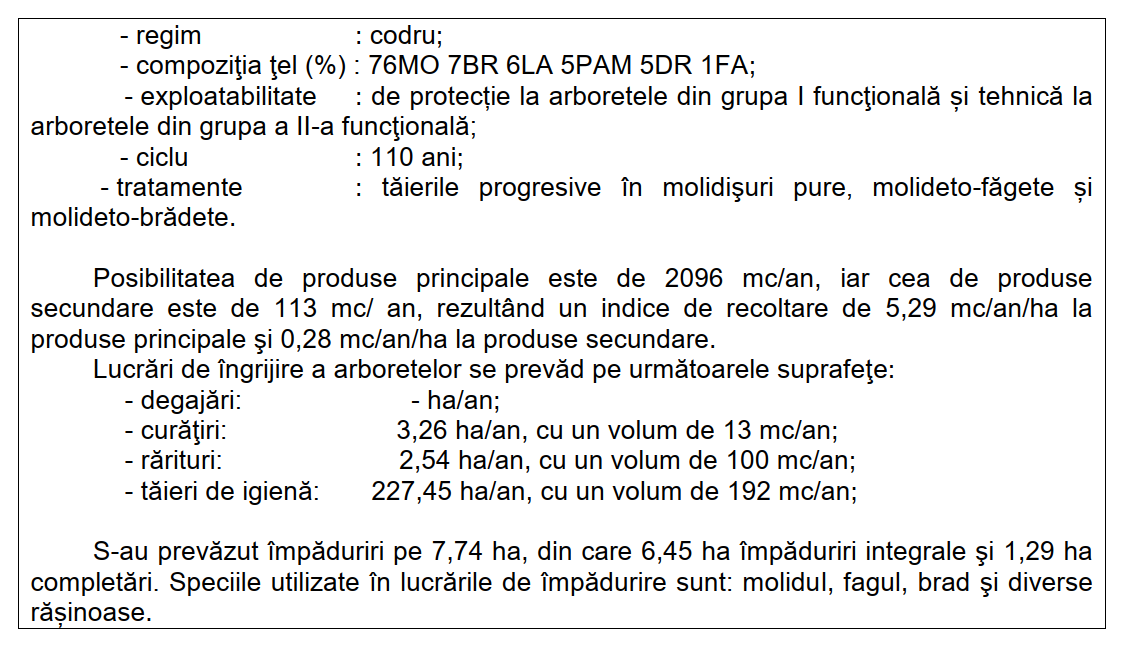 - regim : codru;
- compoziţia ţel (%) : 76MO 7BR 6LA 5PAM 5DR 1FA;
- exploatabilitate : de protecție la arboretele din grupa I funcţională și tehnică la
arboretele din grupa a II-a funcţională;
- ciclu : 110 ani;
- tratamente : tăierile progresive în molidişuri pure, molideto-făgete și
molideto-brădete.
Posibilitatea de produse principale este de 2096 mc/an, iar cea de produse
secundare este de 113 mc/ an, rezultând un indice de recoltare de 5,29 mc/an/ha la
produse principale şi 0,28 mc/an/ha la produse secundare.
Lucrări de îngrijire a arboretelor se prevăd pe următoarele suprafeţe:
- degajări: - ha/an;
- curăţiri: 3,26 ha/an, cu un volum de 13 mc/an;
- rărituri: 2,54 ha/an, cu un volum de 100 mc/an;
- tăieri de igienă: 227,45 ha/an, cu un volum de 192 mc/an;
S-au prevăzut împăduriri pe 7,74 ha, din care 6,45 ha împăduriri integrale şi 1,29 ha
completări. Speciile utilizate în lucrările de împădurire sunt: molidul, fagul, brad şi diverse
rășinoase.